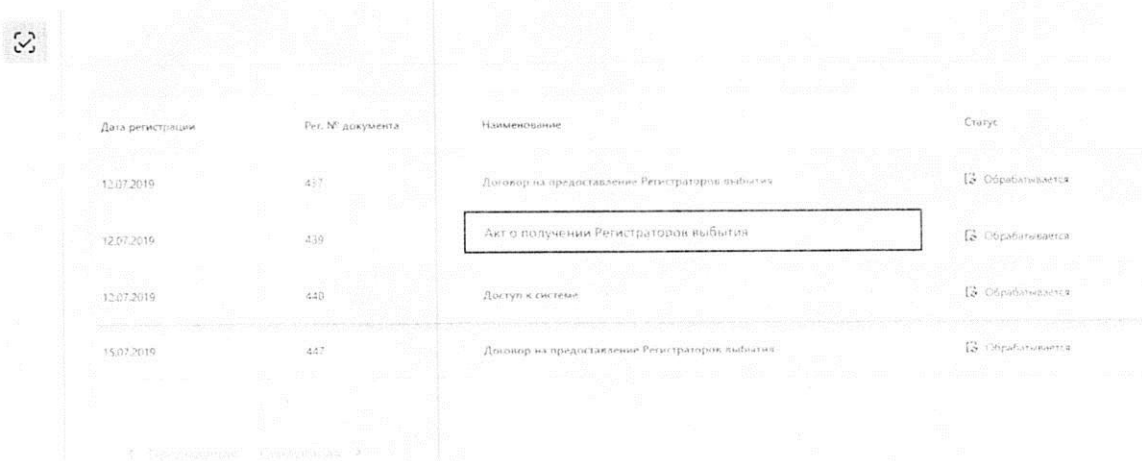 Дата регистрации Рег. № документа Наименование Статус
12.07.2019 437 Договор на предоставление Регистраторов выбытия Обрабатывается
12.07.2019 439 Акт о получении Регистраторов выбытия Обрабатывается
12.07.2019 440 Доступ к системе Обрабатывается
15.07.2019 447 Договор на предоставление Регистраторов выбытия Обрабатывается